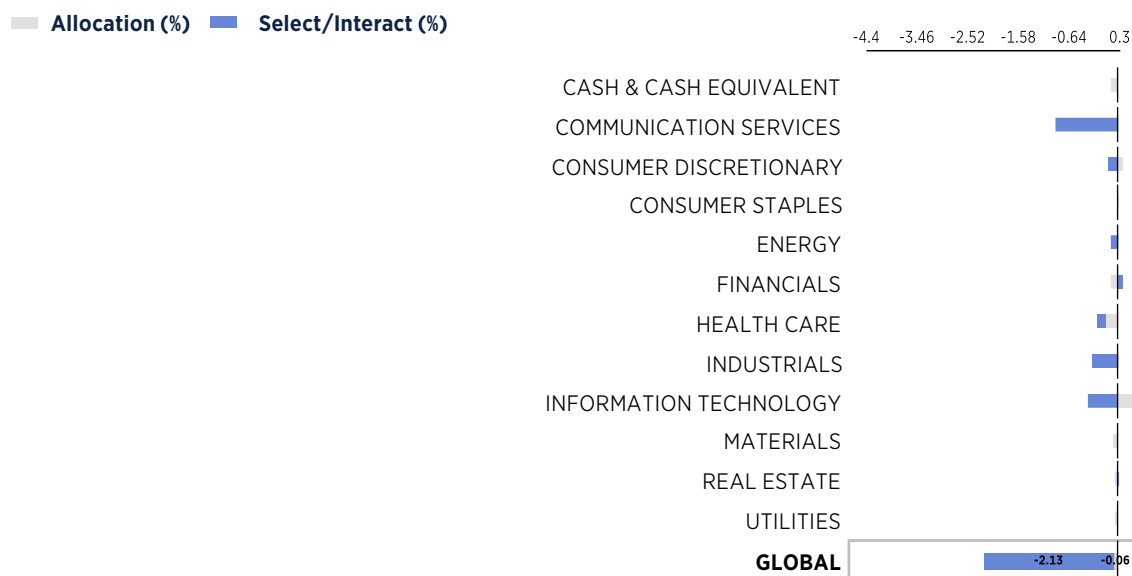 Allocation (%) Select/Interact (%)
-4.4 -3.46 -2.52 -1.58 -0.64 0.3
CASH & CASH EQUIVALENT
COMMUNICATION SERVICES
CONSUMER DISCRETIONARY
CONSUMER STAPLES
ENERGY
FINANCIALS
HEALTH CARE
INDUSTRIALS
INFORMATION TECHNOLOGY
MATERIALS
REAL ESTATE
UTILITIES
GLOBAL -2.13 -0.06